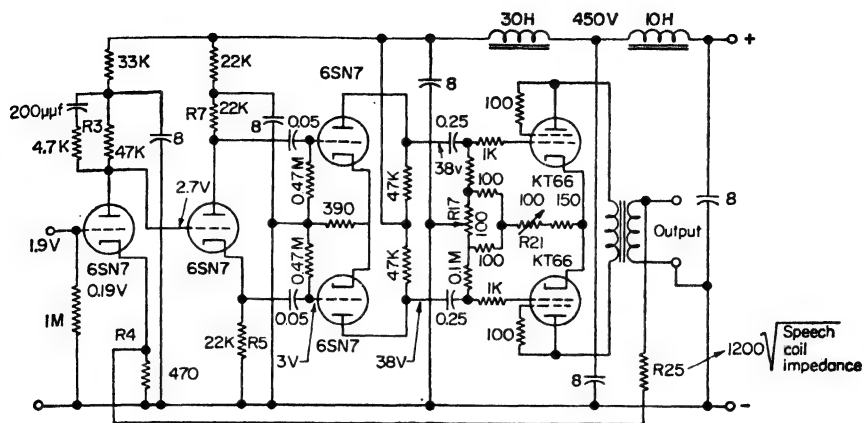 30H 450V 10H
+
33K 22K 6SN7
200µµf R3 R7 22K 0.05 8 100
8 8 0.25
4.7K 47K 1K
38v KT66
2.7V 0.47M 47K 100
390 R17 100 100 150 8
1.9V Output
6SN7 6SN7 0.47M 47K 100 R21
0.19V 0.1M KT66
1M 0.05 0.25 1K
R4 22K R5 3V 6SN7 38V 100
470 8 R25 1200√ Speech coil impedance
−